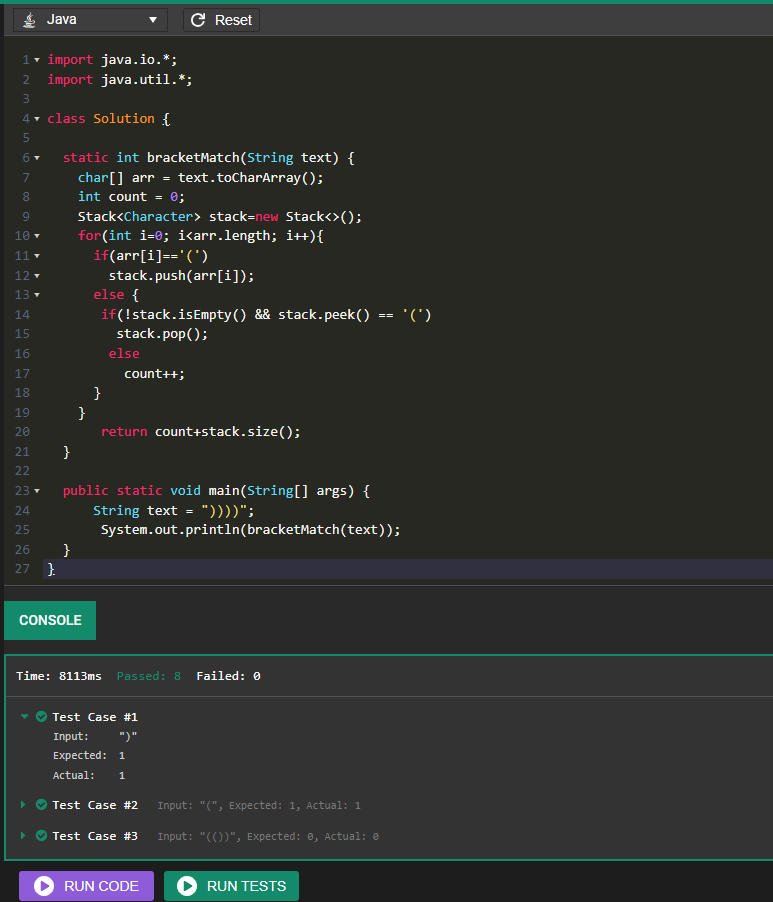 Java Reset
1 import java.io.*;
2 import java.util.*;
3
4 class Solution {
5
6 static int bracketMatch(String text) {
7 char[] arr = text.toCharArray();
8 int count = 0;
9 Stack<Character> stack=new Stack<>();
10 for(int i=0; i<arr.length; i++){
11 if(arr[i]=='(')
12 stack.push(arr[i]);
13 else {
14 if(!stack.isEmpty() && stack.peek() == '(')
15 stack.pop();
16 else
17 count++;
18 }
19 }
20 return count+stack.size();
21 }
22
23 public static void main(String[] args) {
24 String text = "))))";
25 System.out.println(bracketMatch(text));
26 }
27 }
CONSOLE
Time: 8113ms Passed: 8 Failed: 0
Test Case #1
Input: ")"
Expected: 1
Actual: 1
Test Case #2 Input: "(", Expected: 1, Actual: 1
Test Case #3 Input: "(())", Expected: 0, Actual: 0
RUN CODE RUN TESTS